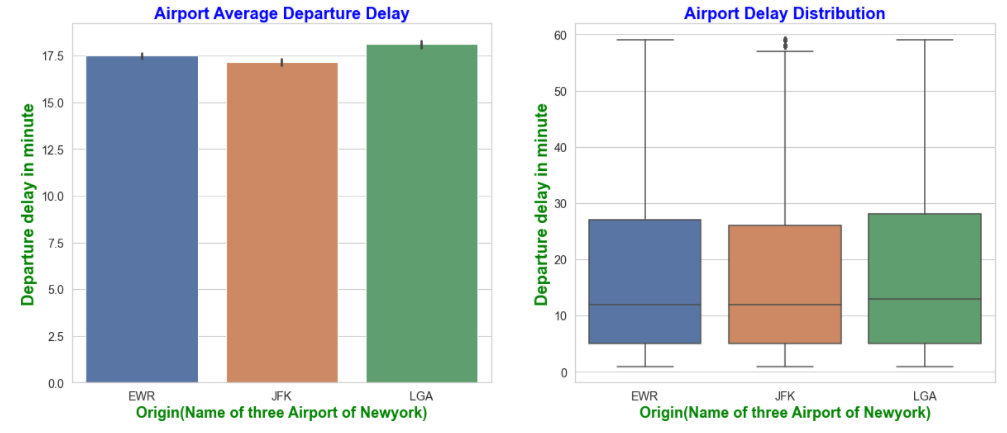 Airport Average Departure Delay
Departure delay in minute
17.5
15.0
12.5
10.0
7.5
5.0
2.5
0.0
EWR
JFK
LGA
Origin(Name of three Airport of Newyork)
Airport Delay Distribution
Departure delay in minute
60
50
40
30
20
10
0
EWR
JFK
LGA
Origin(Name of three Airport of Newyork)